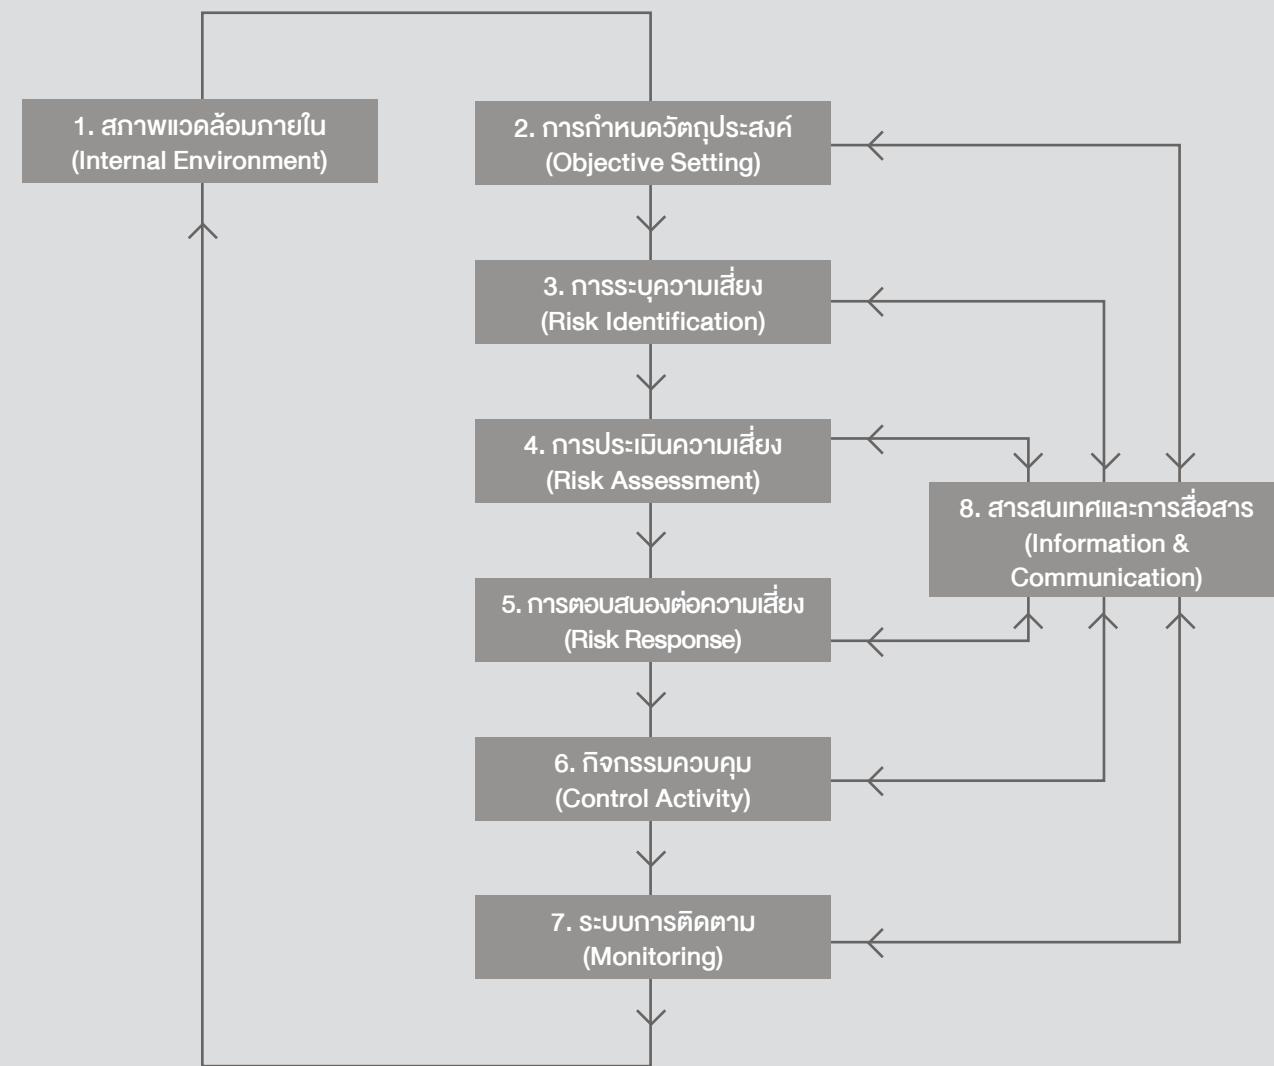 1. สภาพแวดล้อมภายใน
(Internal Environment)
2. การกำหนดวัตถุประสงค์
(Objective Setting)
3. การระบุความเสี่ยง
(Risk Identification)
4. การประเมินความเสี่ยง
(Risk Assessment)
5. การตอบสนองต่อความเสี่ยง
(Risk Response)
6. กิจกรรมควบคุม
(Control Activity)
7. ระบบการติดตาม
(Monitoring)
8. สารสนเทศและการสื่อสาร
(Information &
Communication)